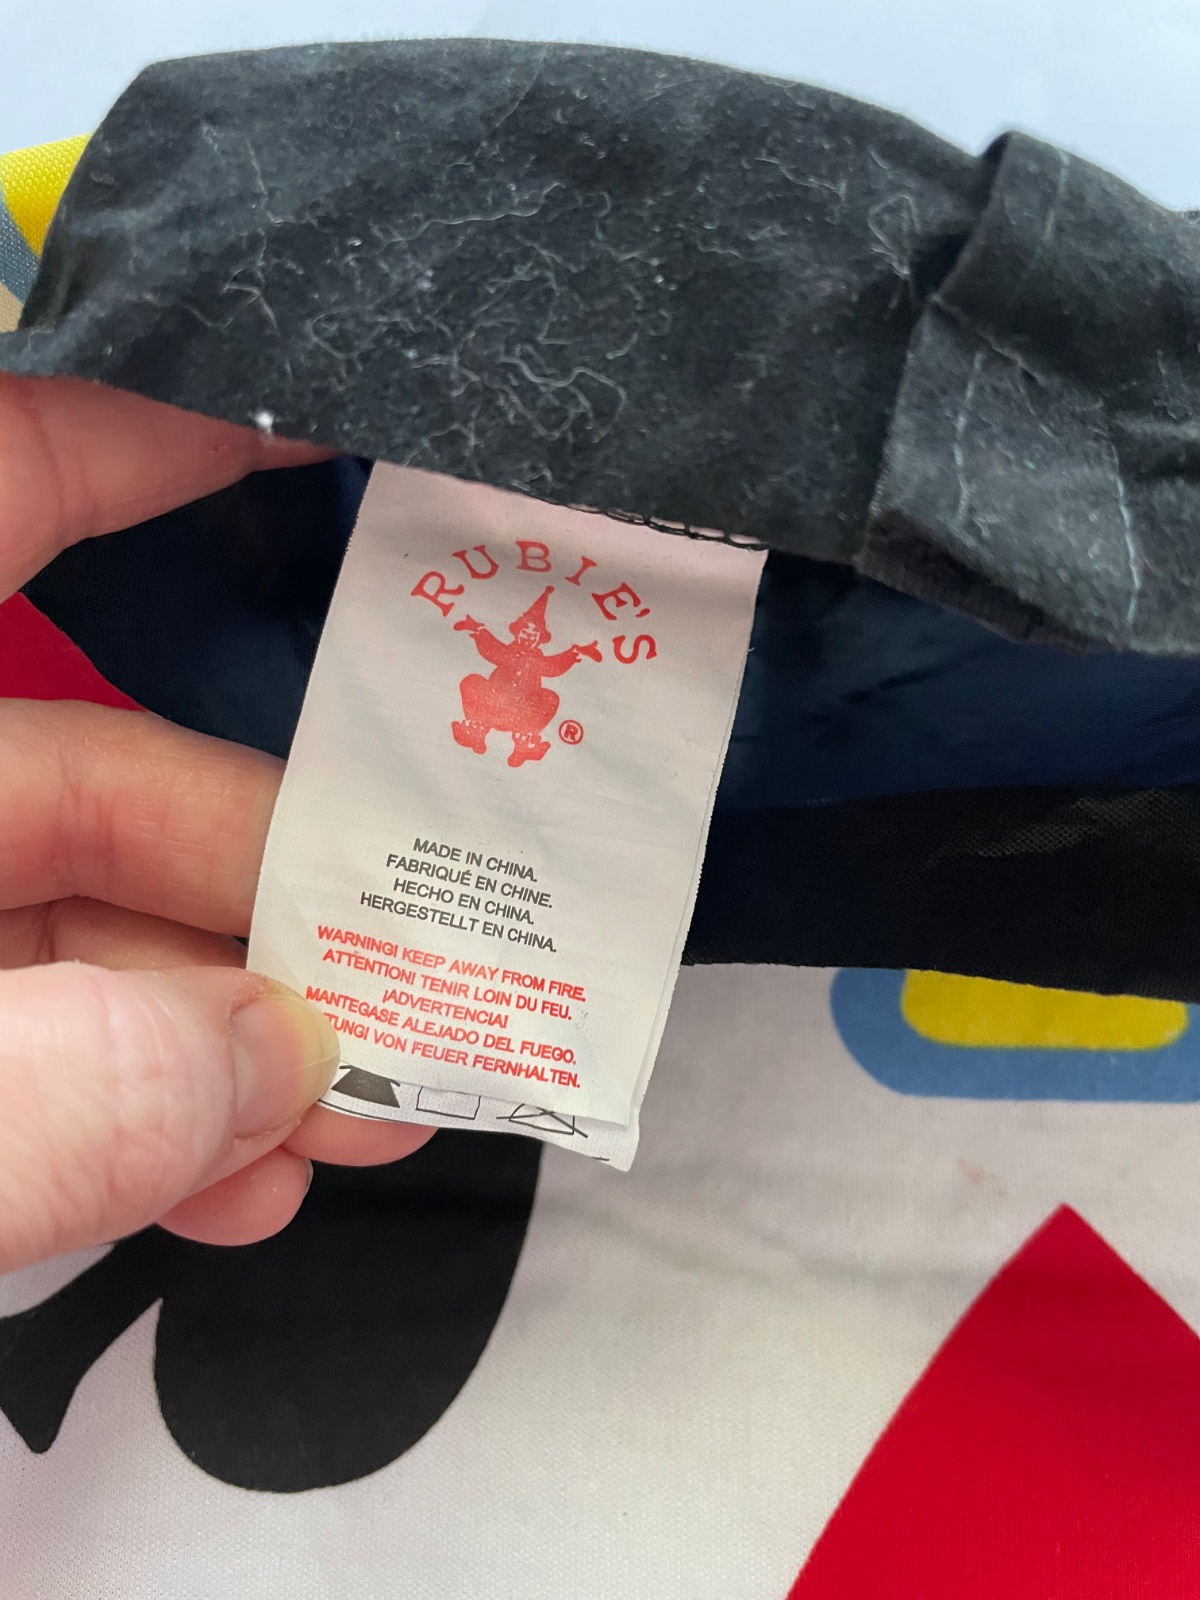 RUBIE'S
®
MADE IN CHINA.
FABRIQUÉ EN CHINE.
HECHO EN CHINA.
HERGESTELLT EN CHINA.
WARNING! KEEP AWAY FROM FIRE.
ATTENTION! TENIR LOIN DU FEU.
¡ADVERTENCIA!
MANTEGASE ALEJADO DEL FUEGO.
TUNG! VON FEUER FERNHALTEN.